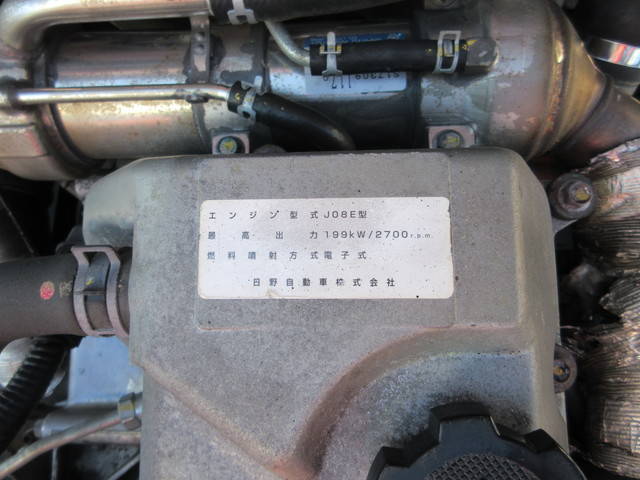 エンジン型式J08E型
最高出力199kW/2700r.p.m.
燃料噴射方式電子式
日野自動車株式会社